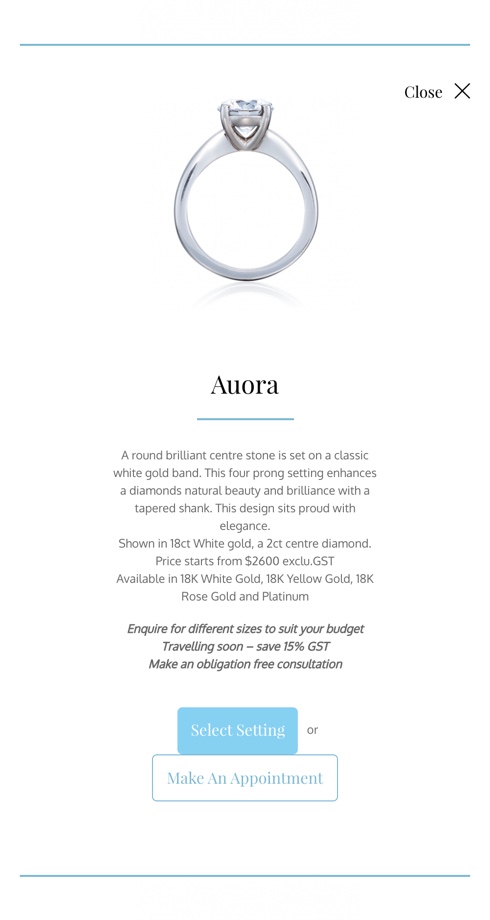 Close
Auora
A round brilliant centre stone is set on a classic
white gold band. This four prong setting enhances
a diamonds natural beauty and brilliance with a
tapered shank. This design sits proud with
elegance.
Shown in 18ct White gold, a 2ct centre diamond.
Price starts from $2600 exclu.GST
Available in 18K White Gold, 18K Yellow Gold, 18K
Rose Gold and Platinum
Enquire for different sizes to suit your budget
Travelling soon – save 15% GST
Make an obligation free consultation
Select Setting or
Make An Appointment